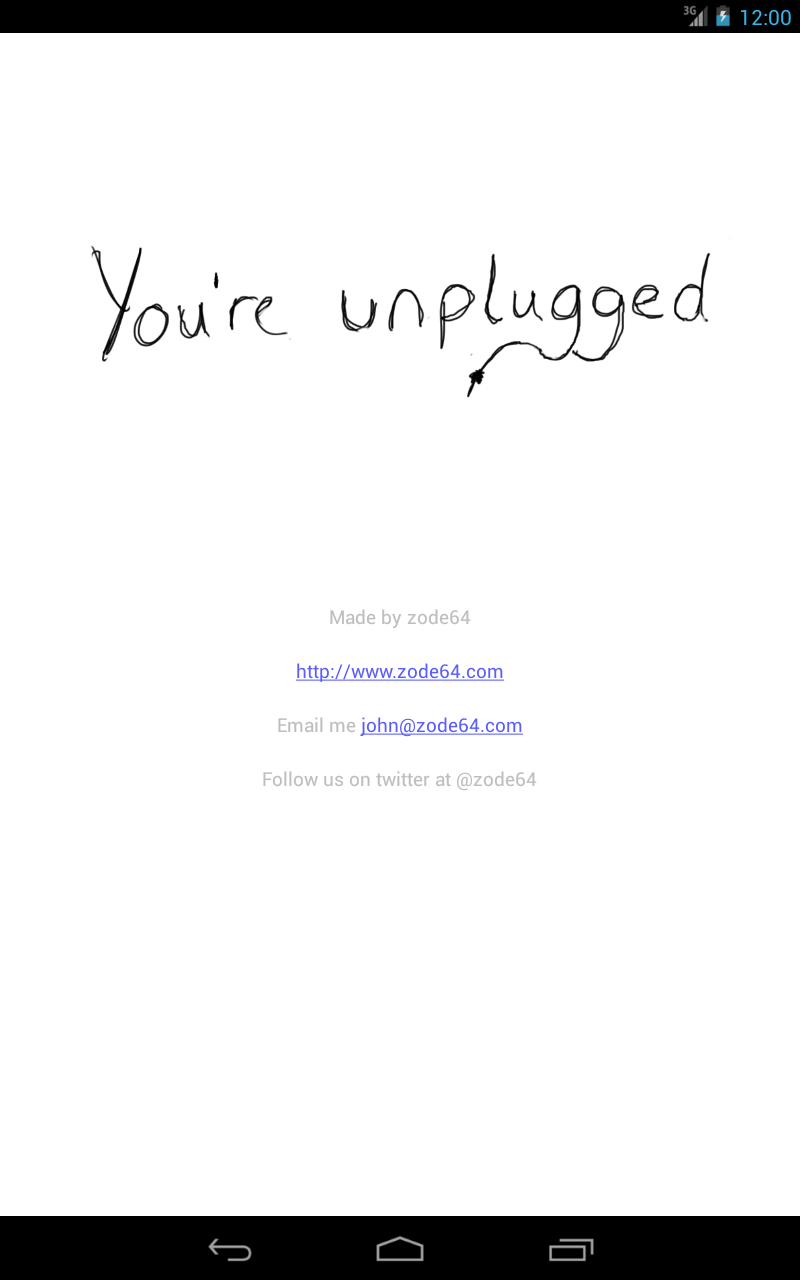 3G 12:00
You're unplugged
Made by zode64
http://www.zode64.com
Email me john@zode64.com
Follow us on twitter at @zode64